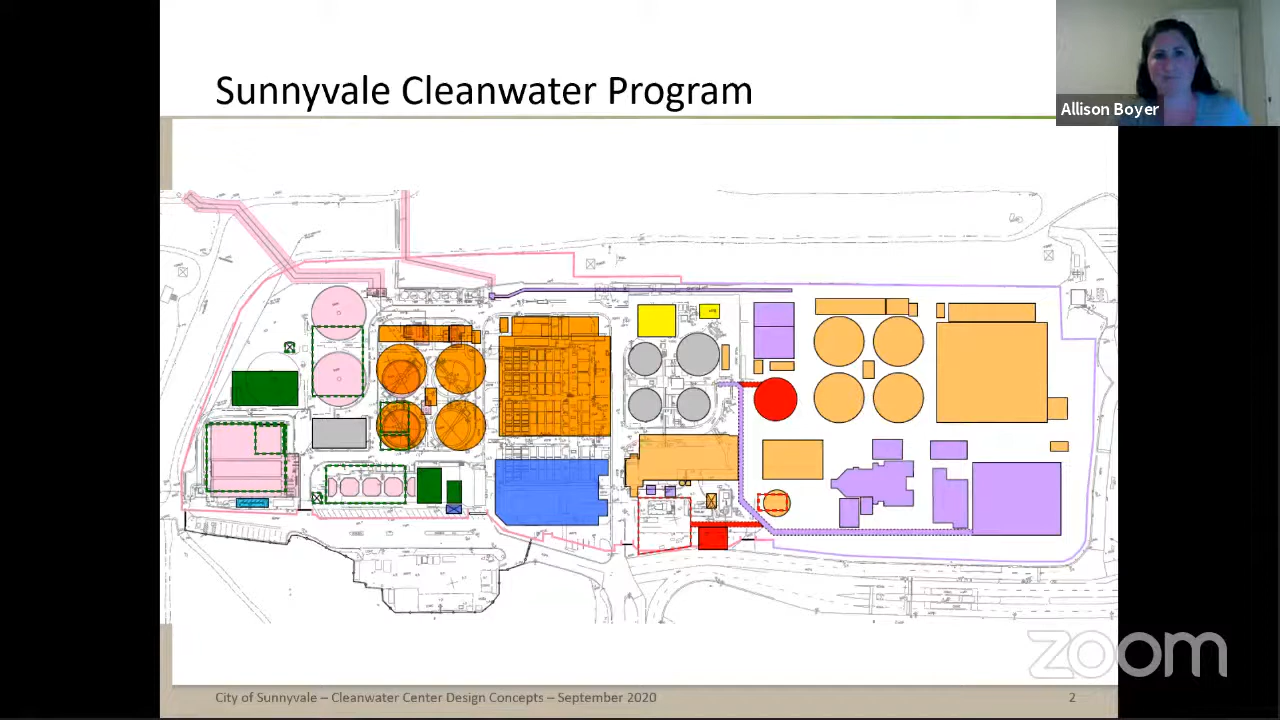 Sunnyvale Cleanwater Program
Allison Boyer
zoom
City of Sunnyvale – Cleanwater Center Design Concepts – September 2020
2